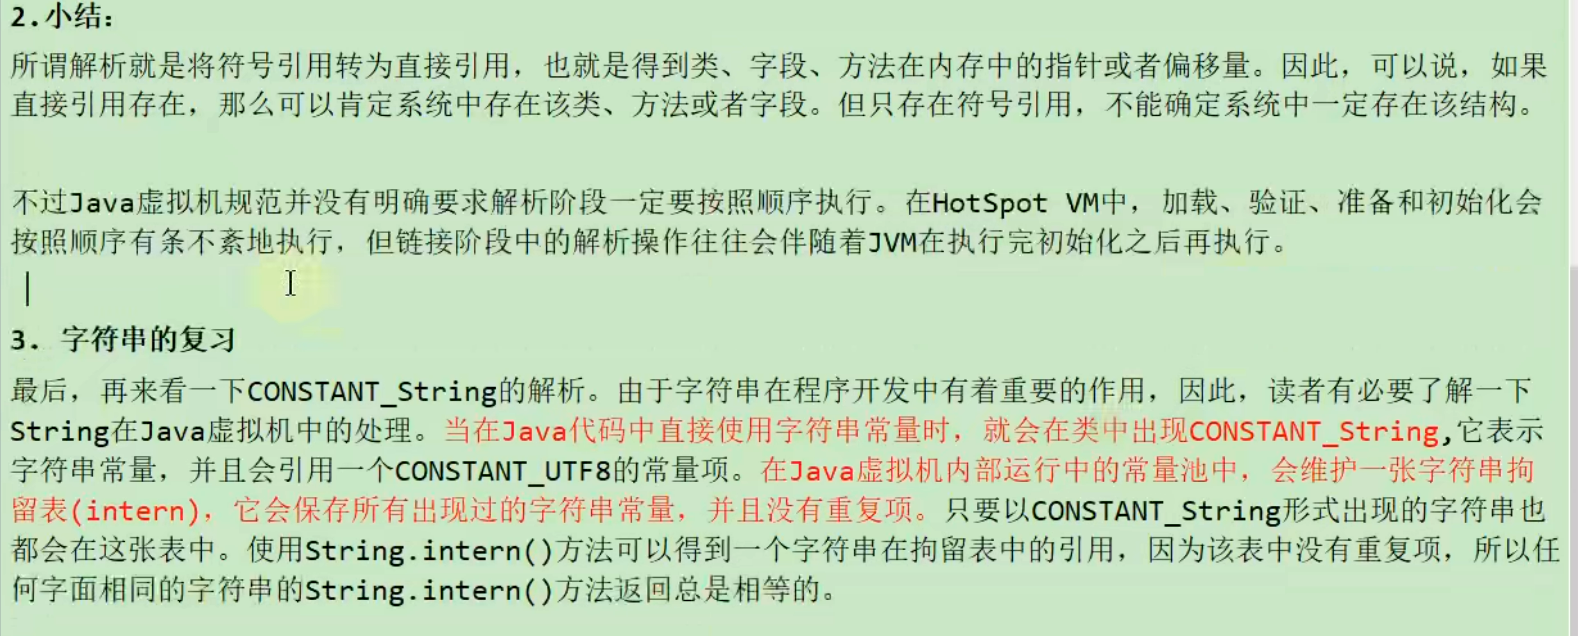 2.小结：
所谓解析就是将符号引用转为直接引用，也就是得到类、字段、方法在内存中的指针或者偏移量。因此，可以说，如果
直接引用存在，那么可以肯定系统中存在该类、方法或者字段。但只存在符号引用，不能确定系统中一定存在该结构。
不过Java虚拟机规范并没有明确要求解析阶段一定要按照顺序执行。在HotSpot VM中，加载、验证、准备和初始化会
按照顺序有条不紊地执行，但链接阶段中的解析操作往往会伴随着JVM在执行完初始化之后再执行。
3. 字符串的复习
最后，再来看一下CONSTANT_String的解析。由于字符串在程序开发中有着重要的作用，因此，读者有必要了解一下
String在Java虚拟机中的处理。当在Java代码中直接使用字符串常量时，就会在类中出现CONSTANT_String,它表示
字符串常量，并且会引用一个CONSTANT_UTF8的常量项。在Java虚拟机内部运行中的常量池中，会维护一张字符串拘
留表(intern)，它会保存所有出现过的字符串常量，并且没有重复项。只要以CONSTANT_String形式出现的字符串也
都会在这张表中。使用String.intern()方法可以得到一个字符串在拘留表中的引用，因为该表中没有重复项，所以任
何字面相同的字符串的String.intern()方法返回总是相等的。